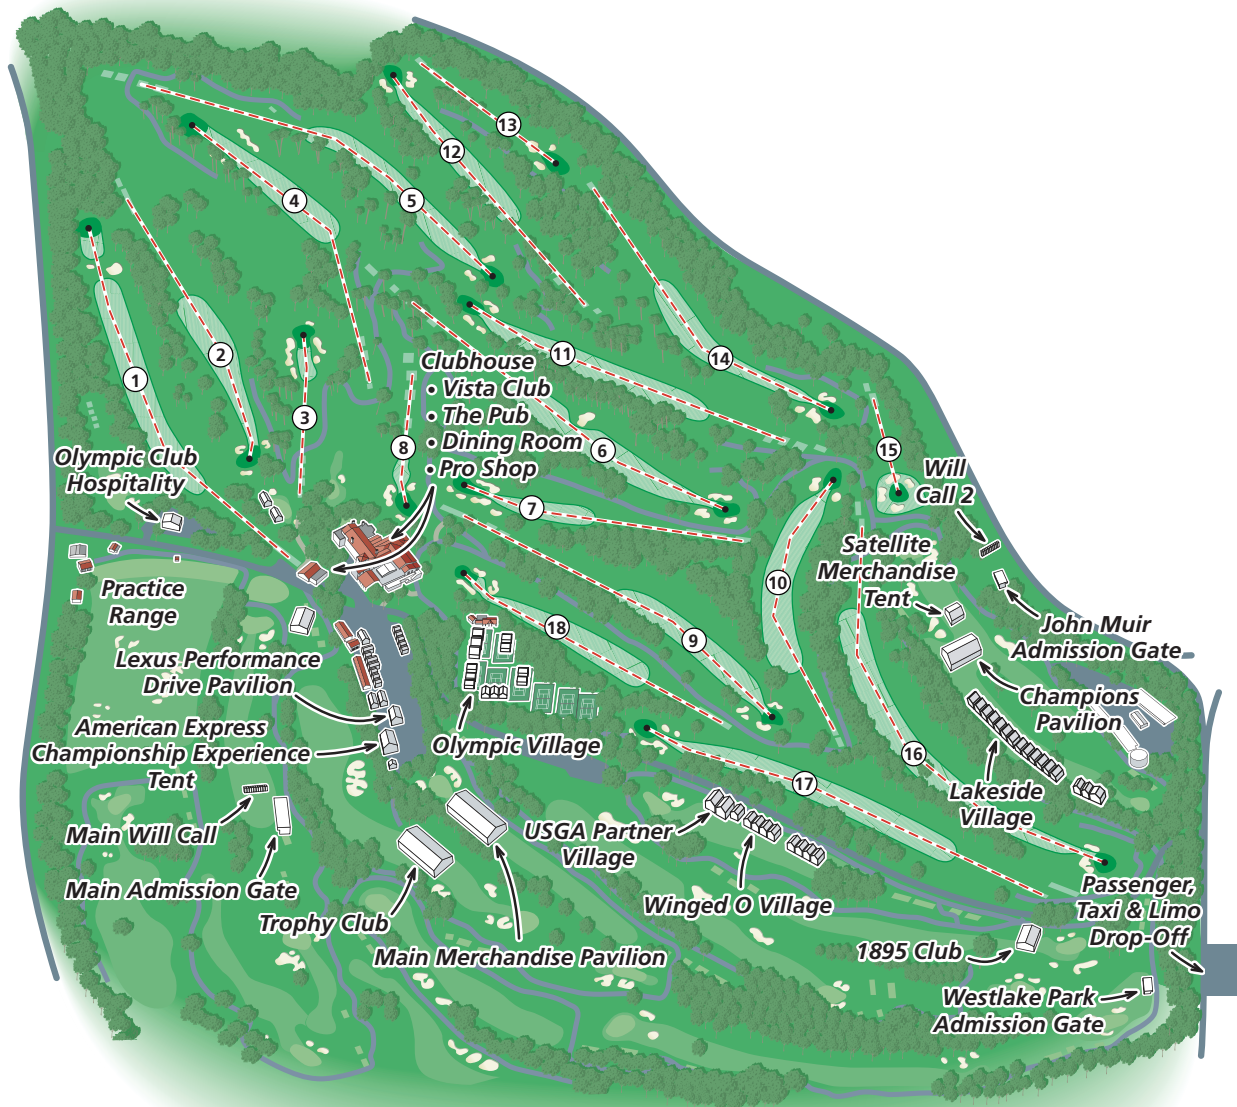 13
12
4
5
11
14
2
1
3
Clubhouse
• Vista Club
• The Pub
• Dining Room
• Pro Shop
8
6
15
Olympic Club
Hospitality
Will
Call 2
7
Satellite
Merchandise
Tent
10
Practice
Range
18
9
John Muir
Admission Gate
Lexus Performance
Drive Pavilion
Champions
Pavilion
American Express
Championship Experience
Tent
Olympic Village
16
17
Lakeside
Village
Main Will Call
USGA Partner
Village
Main Admission Gate
Winged O Village
Passenger,
Taxi & Limo
Drop-Off
Trophy Club
Main Merchandise Pavilion
1895 Club
Westlake Park
Admission Gate